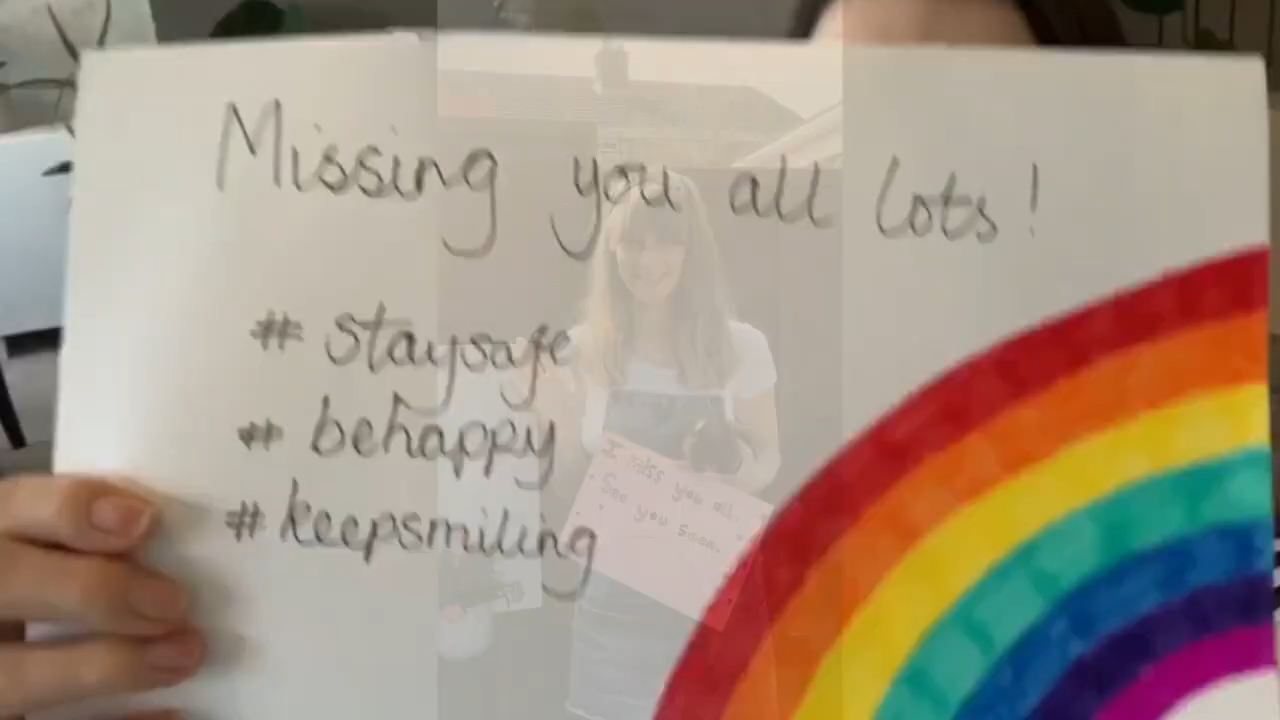 Missing you all lots!
# staysafe
# behappy
# keepsmiling
I miss you all.
See you soon.